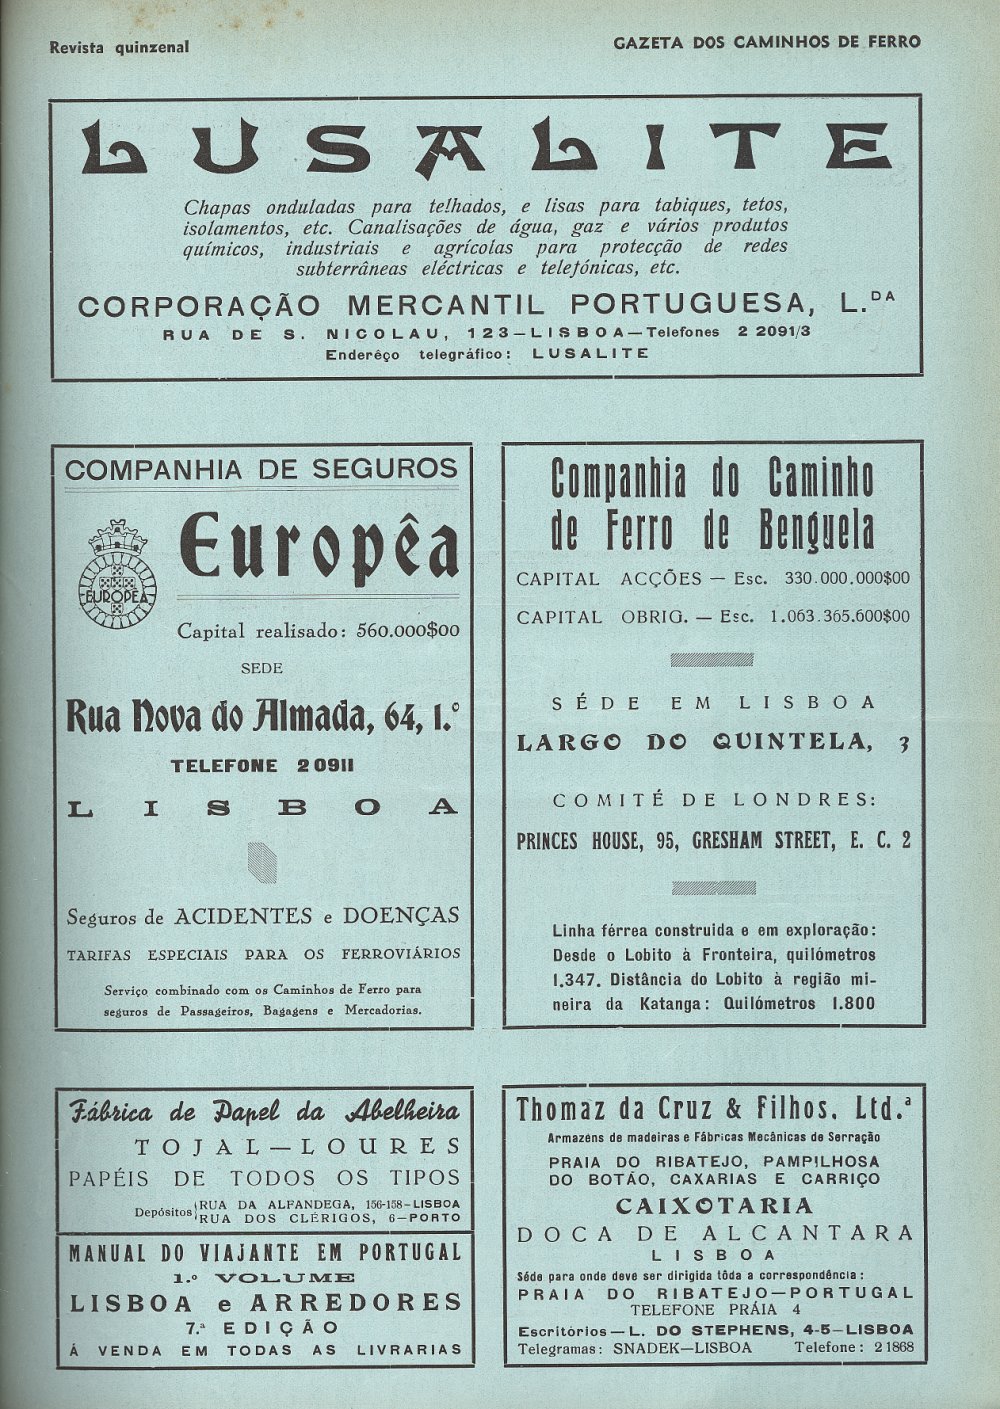 Revista quinzenal
GAZETA DOS CAMINHOS DE FERRO
LUSALITE
Chapas onduladas para telhados, e lisas para tabiques, tetos,
isolamentos, etc. Canalisações de água, gaz e vários produtos
químicos, industriais e agrícolas para protecção de redes
subterrâneas eléctricas e telefónicas, etc.
CORPORAÇÃO MERCANTIL PORTUGUESA, L.DA
RUA DE S. NICOLAU, 123—LISBOA—Telefones 2 2091/3
Enderêço telegráfico: LUSALITE
COMPANHIA DE SEGUROS
Europêa
EUROPÊA
Capital realisado: 560.000$00
SEDE
Rua Nova do Almada, 64, 1.º
TELEFONE 2 0911
LISBOA
Seguros de ACIDENTES e DOENÇAS
TARIFAS ESPECIAIS PARA OS FERROVIÁRIOS
Serviço combinado com os Caminhos de Ferro para
seguros de Passageiros, Bagagens e Mercadorias.
Companhia do Caminho
de Ferro de Benguela
CAPITAL ACÇÕES — Esc. 330.000.000$00
CAPITAL OBRIG. — Esc. 1.063.365.600$00
SÉDE EM LISBOA
LARGO DO QUINTELA, 3
COMITÉ DE LONDRES:
PRINCES HOUSE, 95, GRESHAM STREET, E. C. 2
Linha férrea construida e em exploração:
Desde o Lobito à Fronteira, quilómetros
1.347. Distância do Lobito à região mi-
neira da Katanga: Quilómetros 1.800
Fábrica de Papel da Abelheira
TOJAL—LOURES
PAPÉIS DE TODOS OS TIPOS
Depósitos RUA DA ALFANDEGA, 156-158-LISBOA
RUA DOS CLÉRIGOS, 6—PORTO
MANUAL DO VIAJANTE EM PORTUGAL
1.º VOLUME
LISBOA e ARREDORES
7.ª EDIÇÃO
Á VENDA EM TODAS AS LIVRARIAS
Thomaz da Cruz & Filhos, Ltd.ª
Armazéns de madeiras e Fábricas Mecânicas de Serração
PRAIA DO RIBATEJO, PAMPILHOSA
DO BOTÃO, CAXARIAS E CARRIÇO
CAIXOTARIA
DOCA DE ALCANTARA
LISBOA
Séde para onde deve ser dirigida tôda a correspondência:
PRAIA DO RIBATEJO—PORTUGAL
TELEFONE PRÁIA 4
Escritórios—L. DO STEPHENS, 4-5—LISBOA
Telegramas: SNADEK—LISBOA Telefone: 2 1868